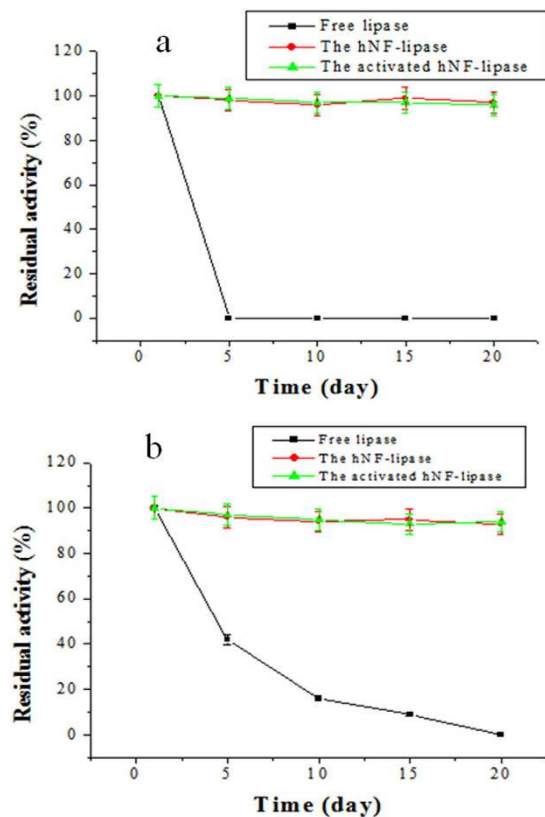 a
Free lipase
The hNF-lipase
The activated hNF-lipase
120
100
80
60
40
20
0
Residual activity (%)
0 5 10 15 20
Time (day)
b
Free lipase
The hNF-lipase
The activated hNF-lipase
120
100
80
60
40
20
0
Residual activity (%)
0 5 10 15 20
Time (day)